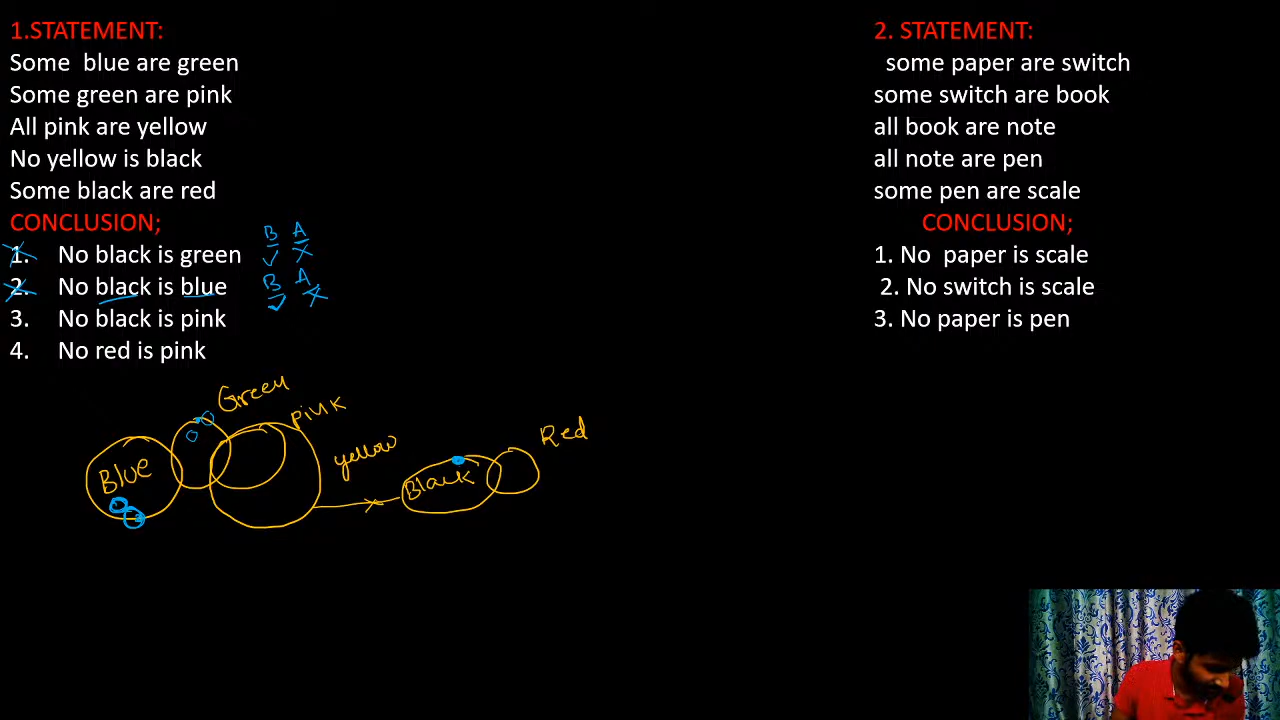 1.STATEMENT:
Some  blue are green
Some green are pink
All pink are yellow
No yellow is black
Some black are red
CONCLUSION;
1. No black is green
2. No black is blue
3. No black is pink
4. No red is pink
B A
B A
Green
pink
yellow
Blue
Black
Red
2. STATEMENT:
some paper are switch
some switch are book
all book are note
all note are pen
some pen are scale
CONCLUSION;
1. No  paper is scale
2. No switch is scale
3. No paper is pen